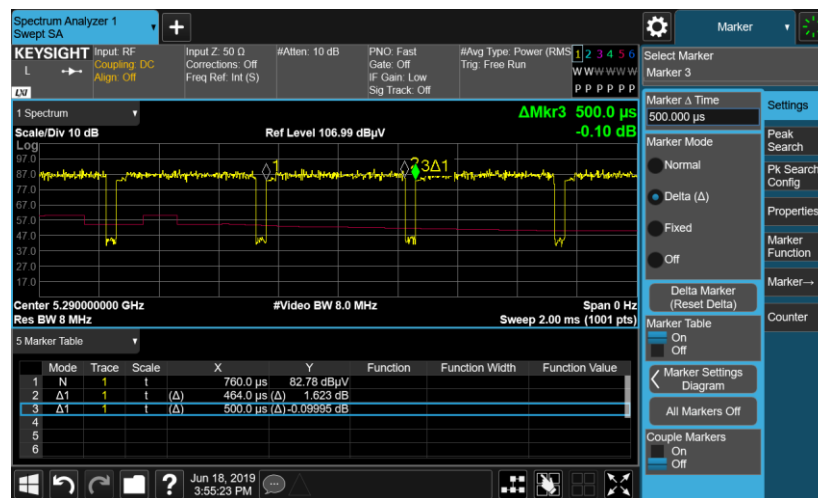 Spectrum Analyzer 1
Swept SA
+
Marker
KEYSIGHT
L
LXI
Input: RF
Coupling: DC
Align: Off
Input Z: 50 Ω
Corrections: Off
Freq Ref: Int (S)
#Atten: 10 dB
PNO: Fast
Gate: Off
IF Gain: Low
Sig Track: Off
#Avg Type: Power (RMS
Trig: Free Run
1 2 3 4 5 6
W W W W W W
P P P P P P
Select Marker
Marker 3
1 Spectrum
ΔMkr3 500.0 µs
-0.10 dB
Scale/Div 10 dB
Ref Level 106.99 dBµV
Log
97.0
87.0
77.0
67.0
57.0
47.0
37.0
27.0
17.0
1
3Δ1
Center 5.290000000 GHz
#Video BW 8.0 MHz
Span 0 Hz
Res BW 8 MHz
Sweep 2.00 ms (1001 pts)
5 Marker Table
Mode Trace Scale X Y Function Function Width Function Value
1 N 1 t 760.0 µs 82.78 dBµV
2 Δ1 1 t (Δ) 464.0 µs (Δ) 1.623 dB
3 Δ1 1 t (Δ) 500.0 µs (Δ) -0.09995 dB
4
5
6
Marker Δ Time
500.000 µs
Marker Mode
Normal
Delta (Δ)
Fixed
Off
Delta Marker
(Reset Delta)
Marker Table
On
Off
Marker Settings
Diagram
All Markers Off
Couple Markers
On
Off
Settings
Peak
Search
Pk Search
Config
Properties
Marker
Function
Marker→
Counter
?
Jun 18, 2019
3:55:23 PM